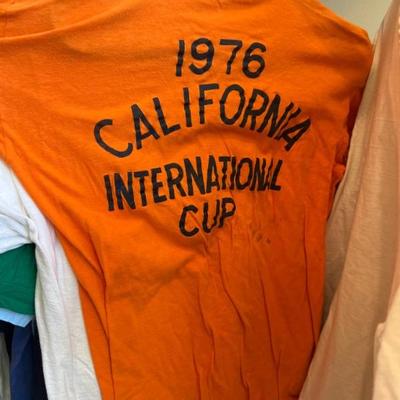 1976
CALIFORNIA
INTERNATIONAL
CUP